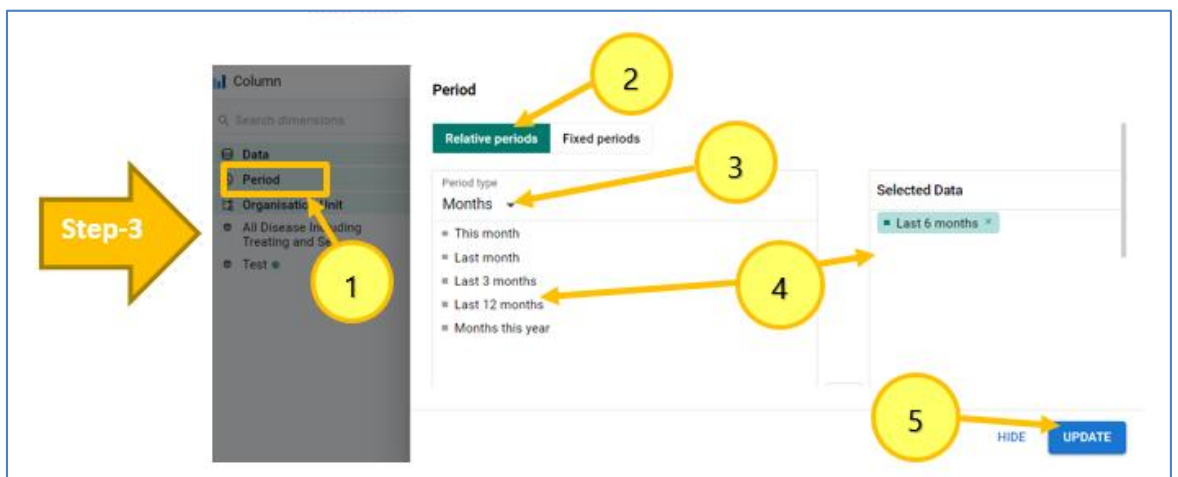 Column
Search dimensions
Data
Period
Organisation Unit
All Disease Including
Treating and
Test
Step-3
1
Period
2
Relative periods
Fixed periods
3
Period type
Months
This month
Last month
Last 3 months
Last 12 months
Months this year
4
Selected Data
Last 6 months ×
5
HIDE
UPDATE